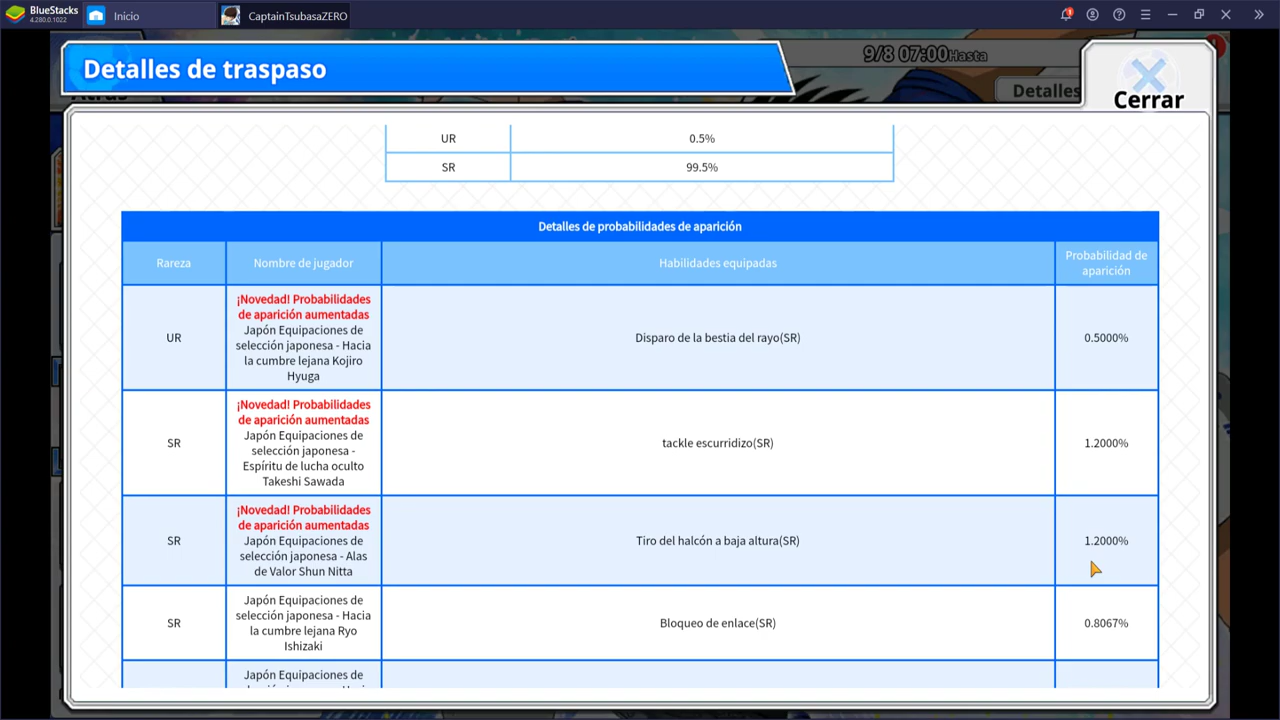 BlueStacks
4.280.0.1022
Inicio
CaptainTsubasaZERO
Detalles de traspaso
9/8 07:00Hasta
Detalles
Cerrar
Atrás
UR 0.5%
SR 99.5%
Detalles de probabilidades de aparición
Rareza
Nombre de jugador
Habilidades equipadas
Probabilidad de
aparición
UR
¡Novedad! Probabilidades
de aparición aumentadas
Japón Equipaciones de
selección japonesa - Hacia
la cumbre lejana Kojiro
Hyuga
Disparo de la bestia del rayo(SR)
0.5000%
SR
¡Novedad! Probabilidades
de aparición aumentadas
Japón Equipaciones de
selección japonesa -
Espíritu de lucha oculto
Takeshi Sawada
tackle escurridizo(SR)
1.2000%
SR
¡Novedad! Probabilidades
de aparición aumentadas
Japón Equipaciones de
selección japonesa - Alas
de Valor Shun Nitta
Tiro del halcón a baja altura(SR)
1.2000%
SR
Japón Equipaciones de
selección japonesa - Hacia
la cumbre lejana Ryo
Ishizaki
Bloqueo de enlace(SR)
0.8067%
Japón Equipaciones de